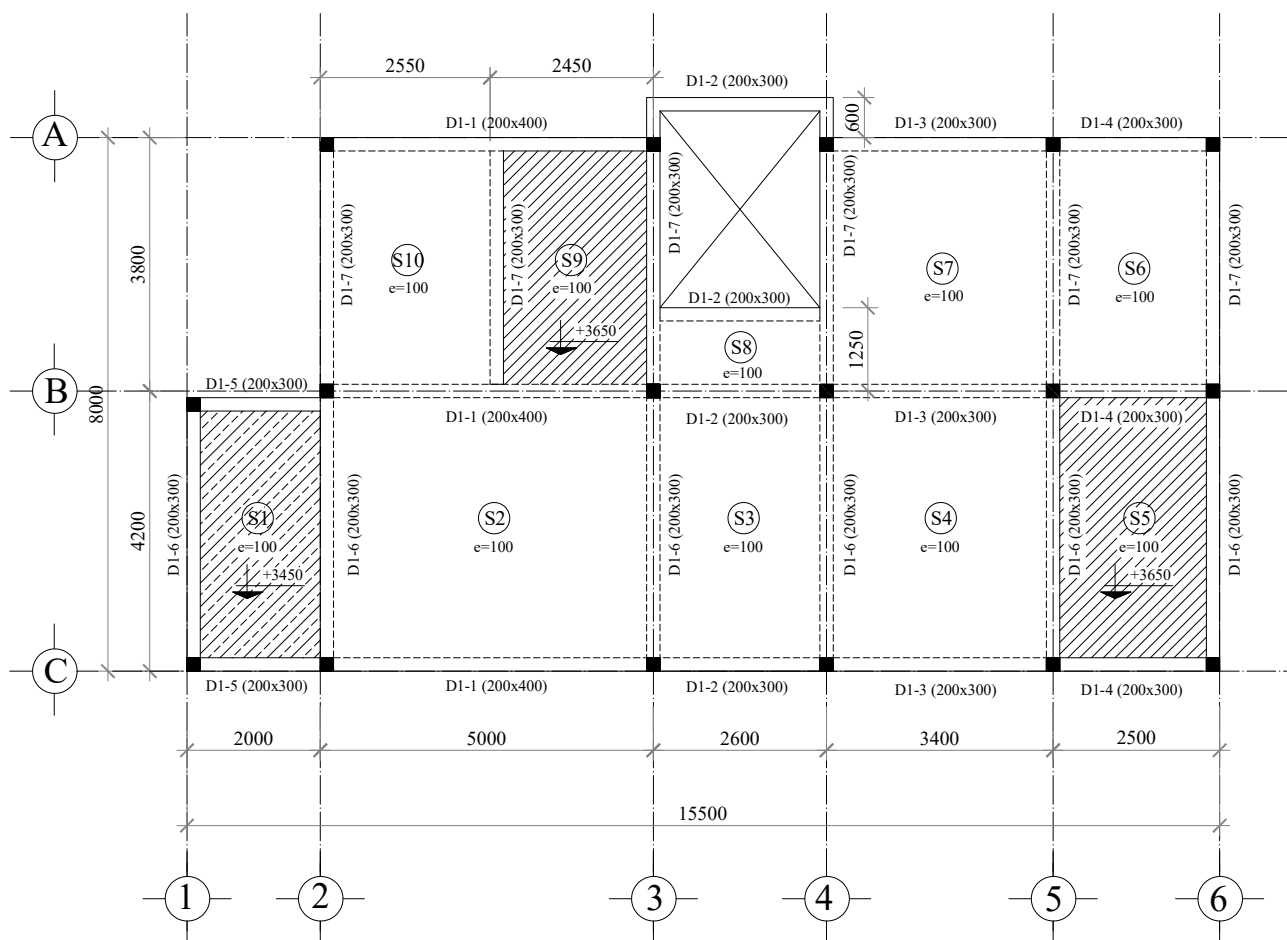 2550
2450
D1-2 (200x300)
600
A
D1-1 (200x400)
D1-3 (200x300)
D1-4 (200x300)
3800
D1-7 (200x300)
S10
e=100
D1-7 (200x300)
S9
e=100
+3650
D1-7 (200x300)
D1-2 (200x300)
D1-7 (200x300)
S7
e=100
D1-7 (200x300)
S6
e=100
D1-7 (200x300)
S8
e=100
1250
B
8000
D1-5 (200x300)
D1-1 (200x400)
D1-2 (200x300)
D1-3 (200x300)
D1-4 (200x300)
4200
D1-6 (200x300)
S1
e=100
+3450
D1-6 (200x300)
S2
e=100
D1-6 (200x300)
S3
e=100
D1-6 (200x300)
S4
e=100
D1-6 (200x300)
S5
e=100
+3650
D1-6 (200x300)
C
D1-5 (200x300)
D1-1 (200x400)
D1-2 (200x300)
D1-3 (200x300)
D1-4 (200x300)
2000
5000
2600
3400
2500
15500
1
2
3
4
5
6